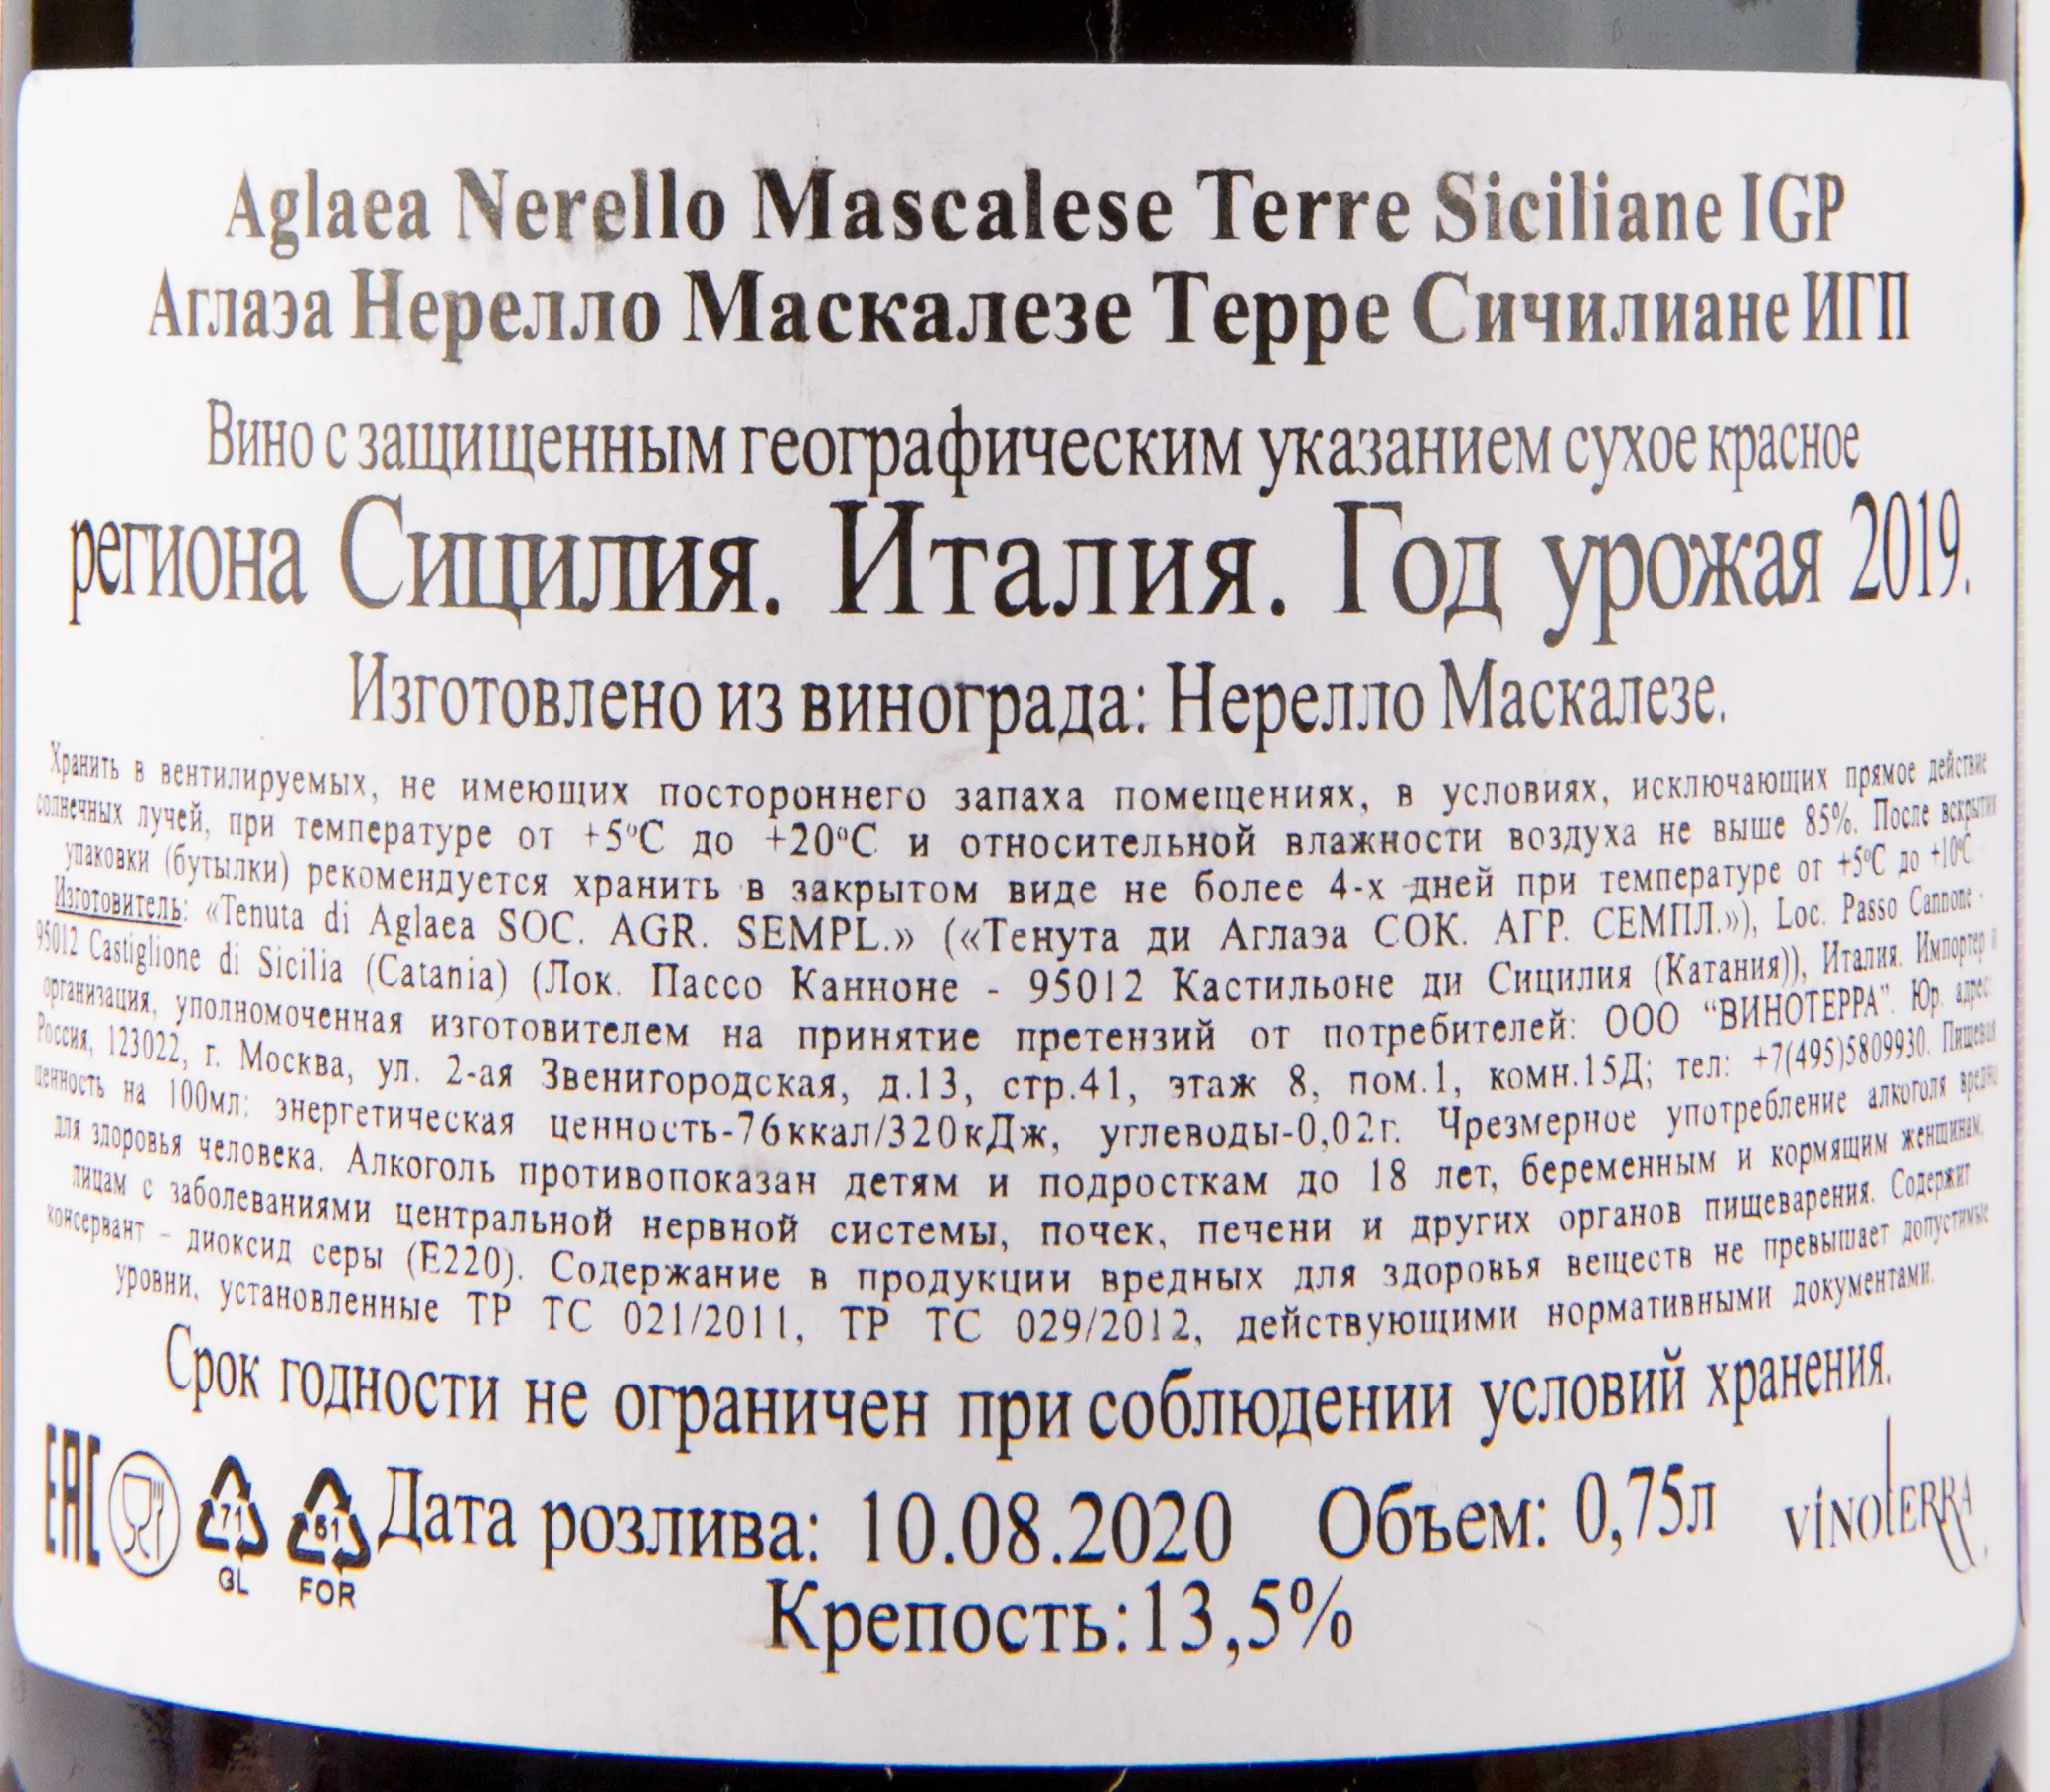 Aglaea Nerello Mascalese Terre Siciliane IGP
Аглаэа Нерелло Маскалезе Терре Сичилиане ИГП
Вино с защищенным географическим указанием сухое красное
региона Сицилия. Италия. Год урожая 2019.
Изготовлено из винограда: Нерелло Маскалезе.
Хранить в вентилируемых, не имеющих постороннего запаха помещениях, в условиях, исключающих прямое действие
солнечных лучей, при температуре от +5ºС до +20ºС и относительной влажности воздуха не выше 85%. После вскрытия
упаковки (бутылки) рекомендуется хранить в закрытом виде не более 4-х дней при температуре от +5ºС до +10ºС.
Изготовитель: «Tenuta di Aglaea SOC. AGR. SEMPL.» («Тенута ди Аглаэа СОК. АГР. СЕМПЛ.»), Loc. Passo Cannone -
95012 Castiglione di Sicilia (Catania) (Лок. Пассо Канноне - 95012 Кастильоне ди Сицилия (Катания)), Италия. Импортер и
организация, уполномоченная изготовителем на принятие претензий от потребителей: ООО "ВИНОТЕРРА". Юр. адрес:
Россия, 123022, г. Москва, ул. 2-ая Звенигородская, д.13, стр.41, этаж 8, пом.1, комн.15Д; тел: +7(495)5809930. Пищевая
ценность на 100мл: энергетическая ценность-76ккал/320кДж, углеводы-0,02г. Чрезмерное употребление алкоголя вредно
для здоровья человека. Алкоголь противопоказан детям и подросткам до 18 лет, беременным и кормящим женщинам,
лицам с заболеваниями центральной нервной системы, почек, печени и других органов пищеварения. Содержит
консервант – диоксид серы (Е220). Содержание в продукции вредных для здоровья веществ не превышает допустимые
уровни, установленные ТР ТС 021/2011, ТР ТС 029/2012, действующими нормативными документами.
Срок годности не ограничен при соблюдении условий хранения.
EAC 71 GL 61 FOR Дата розлива: 10.08.2020 Объем: 0,75л vinoterra
Крепость:13,5%